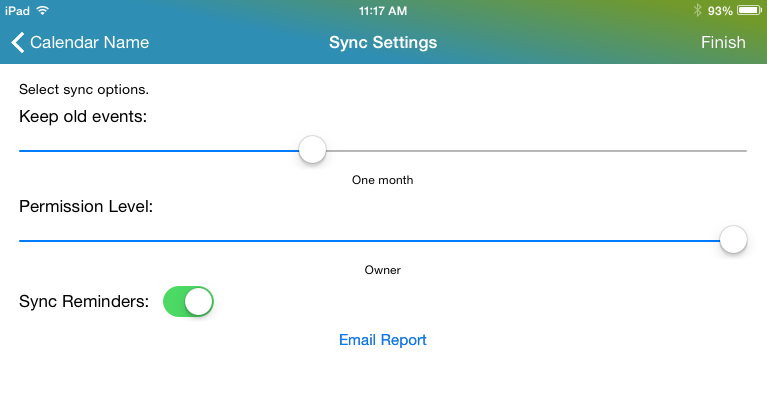 iPad 11:17 AM 93%
Calendar Name Sync Settings Finish
Select sync options.
Keep old events:
One month
Permission Level:
Owner
Sync Reminders:
Email Report